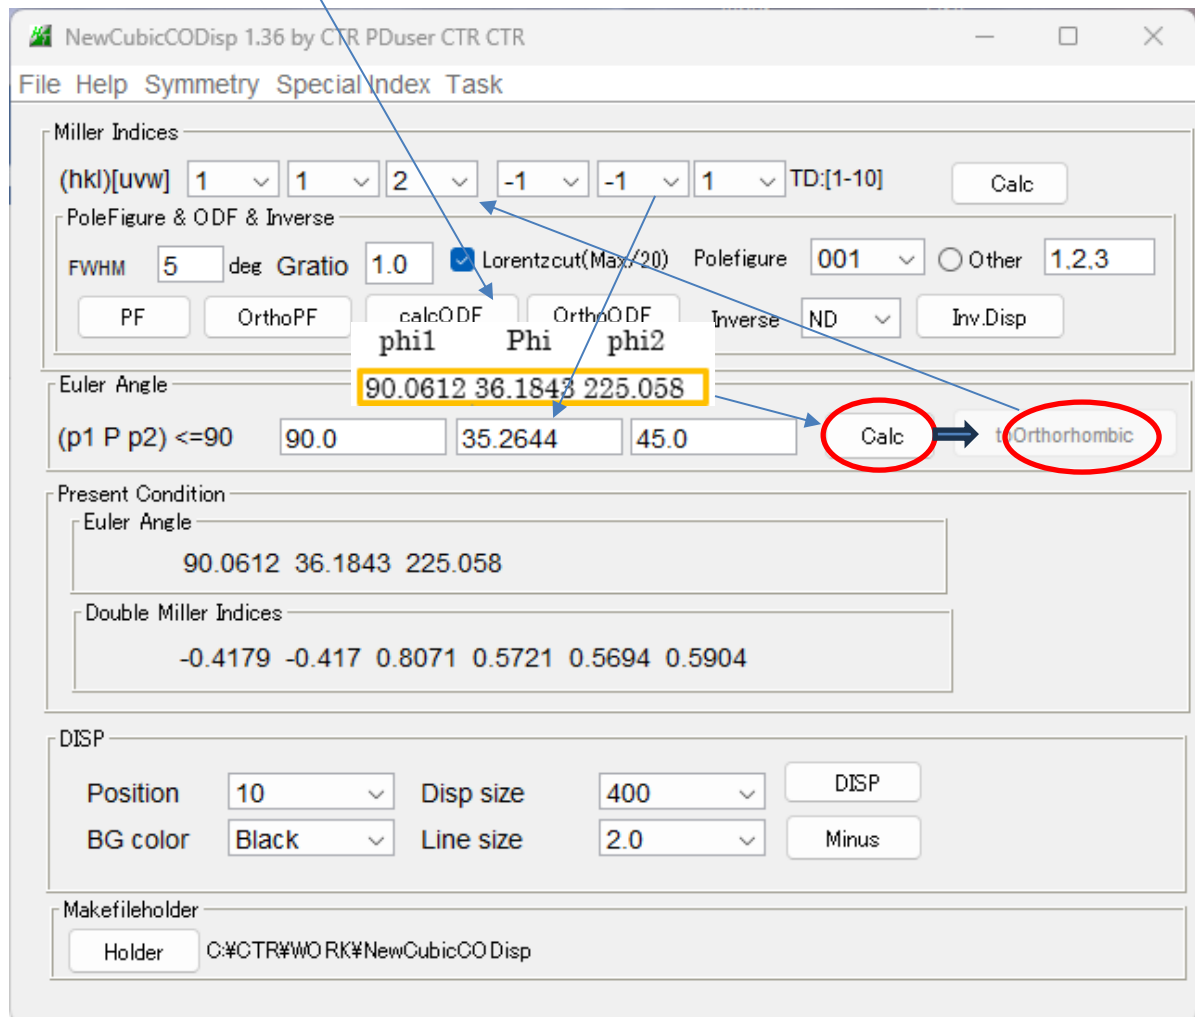 NewCubicCODisp 1.36 by CTR PDuser CTR CTR
File Help Symmetry Special Index Task
Miller Indices
(hkl)[uvw] 1 1 2 -1 -1 1 TD:[1-10] Calc
PoleFigure & ODF & Inverse
FWHM 5 deg Gratio 1.0 Lorentzcut(Max/20) Polefigure 001 Other 1,2,3
PF OrthoPF calcODF OrthoODF Inverse ND Inv.Disp
phi1 Phi phi2
Euler Angle
90.0612 36.1843 225.058
(p1 P p2) <=90 90.0 35.2644 45.0 Calc toOrthorhombic
Present Condition
Euler Angle
90.0612 36.1843 225.058
Double Miller Indices
-0.4179 -0.417 0.8071 0.5721 0.5694 0.5904
DISP
Position 10 Disp size 400 DISP
BG color Black Line size 2.0 Minus
Makefileholder
Holder C:¥CTR¥WORK¥NewCubicCODisp